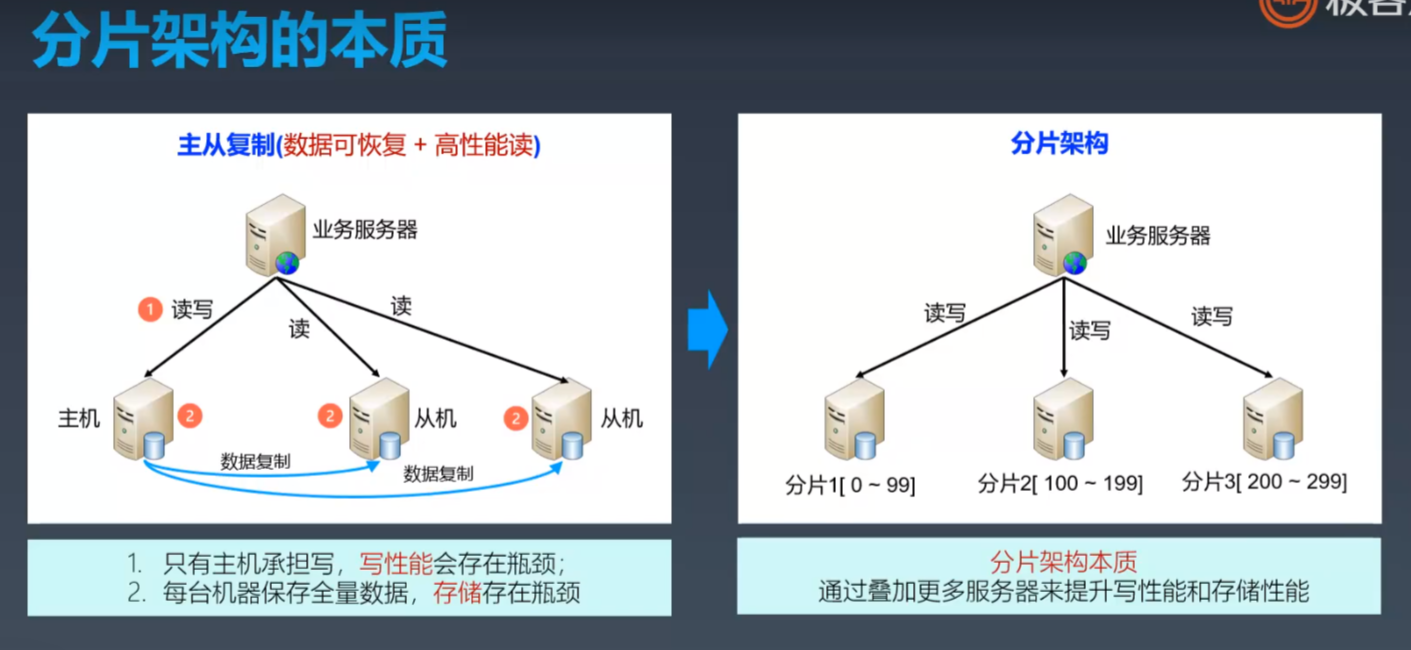 分片架构的本质
主从复制(数据可恢复 + 高性能读)
业务服务器
1 读写
读
读
主机
2
2
从机
2
从机
数据复制
数据复制
1. 只有主机承担写，写性能会存在瓶颈；
2. 每台机器保存全量数据，存储存在瓶颈
分片架构
业务服务器
读写
读写
读写
分片1[ 0 ~ 99]
分片2[ 100 ~ 199]
分片3[ 200 ~ 299]
分片架构本质
通过叠加更多服务器来提升写性能和存储性能